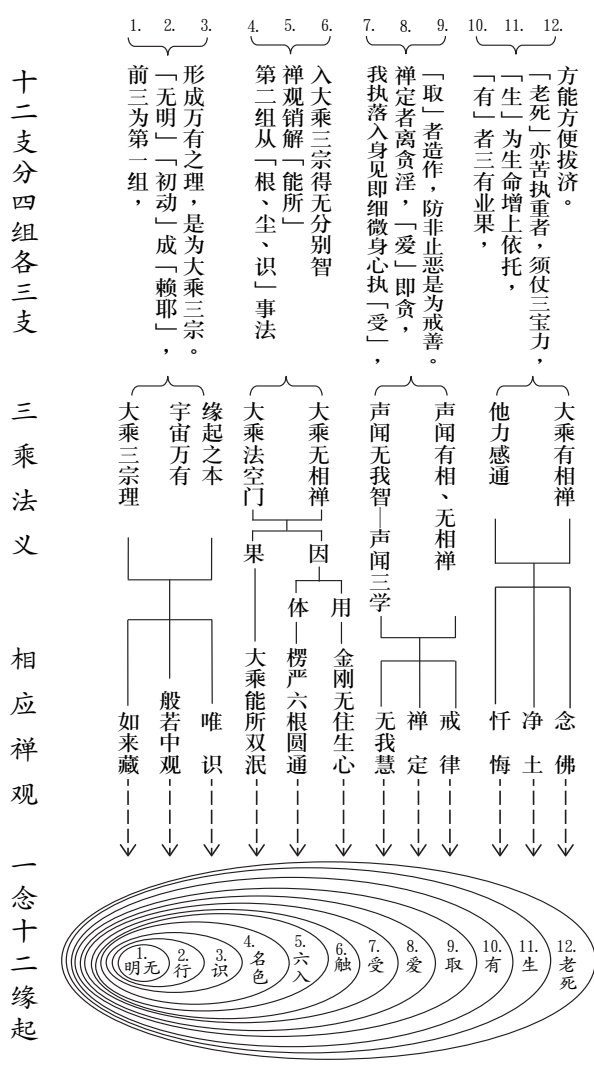 十二支分四组各三支
1. 2. 3.
前三为第一组，
「无明」「初动」成「赖耶」，
形成万有之理，是为大乘三宗。
4. 5. 6.
第二组从「根、尘、识」事法
禅观销解「能所」
入大乘三宗得无分别智
7. 8. 9.
我执落入身见即细微身心执「受」，
禅定者离贪淫，「爱」即贪，
「取」者造作，防非止恶是为戒善。
10. 11. 12.
「有」者三有业果，
「生」为生命增上依托，
「老死」亦苦执重者，须仗三宝力，
方能方便拔济。
三乘法义
大乘三宗理
宇宙万有
缘起之本
大乘法空门
大乘无相禅
果
因
体
用
声闻无我智—声闻三学
声闻有相、无相禅
他力感通
大乘有相禅
相应禅观
如来藏
般若中观
唯识
大乘能所双泯
楞严六根圆通
金刚无住生心
无我慧
禅定
戒律
忏悔
净土
念佛
一念十二缘起
1. 明无
2. 行
3. 识
4. 名色
5. 六入
6. 触
7. 受
8. 爱
9. 取
10. 有
11. 生
12. 老死